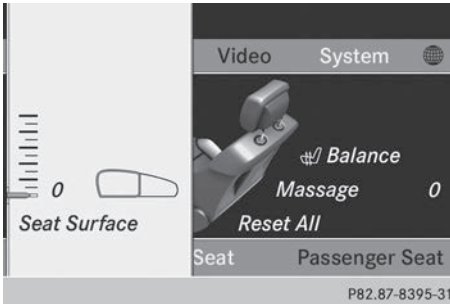 Video System
Balance
0 Massage 0
Seat Surface Reset All
Seat Passenger Seat
P82.87-8395-31